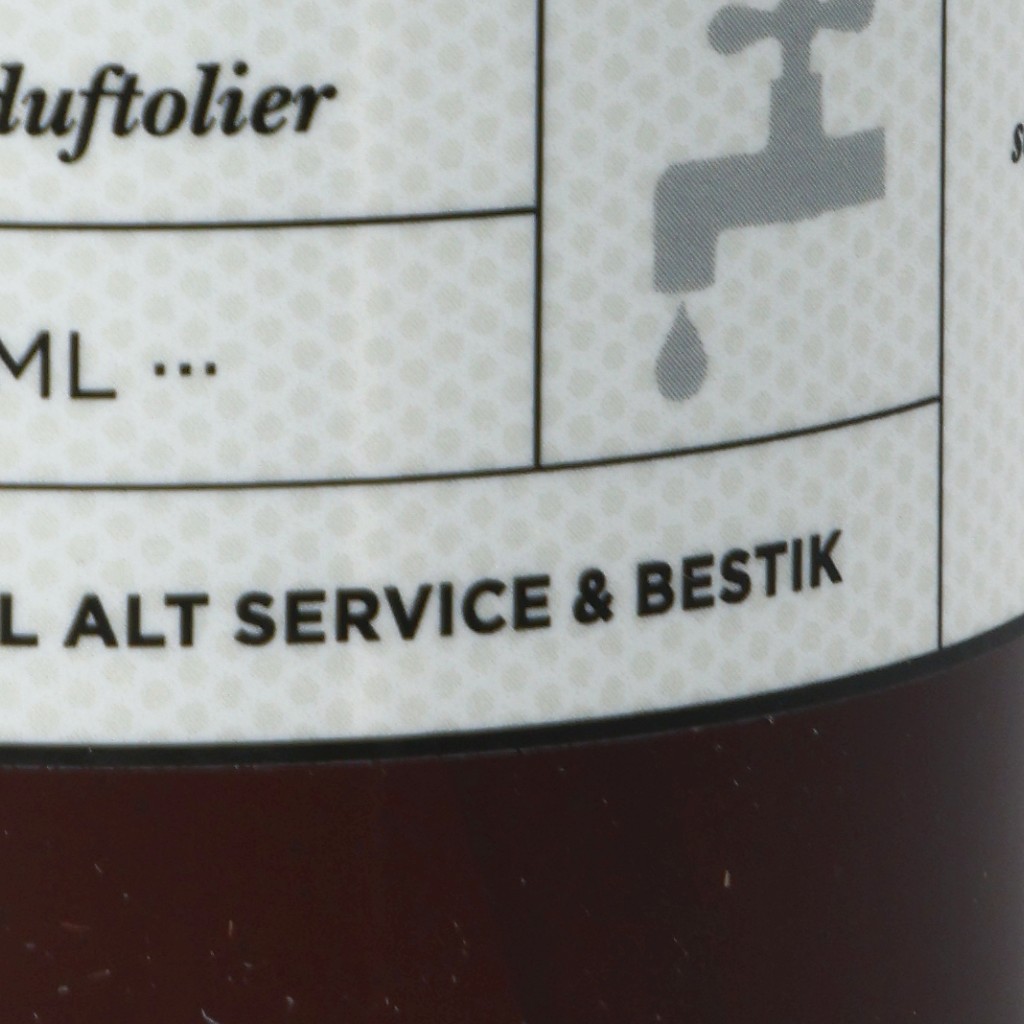 duftolier
ML ···
L ALT SERVICE & BESTIK